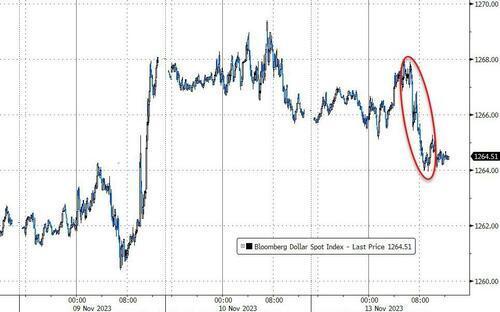 1270.00
1268.00
1266.00
1264.51
1264.00
1262.00
1260.00
Bloomberg Dollar Spot Index - Last Price 1264.51
00:00 08:00 00:00 08:00 00:00 08:00
09 Nov 2023 10 Nov 2023 13 Nov 2023